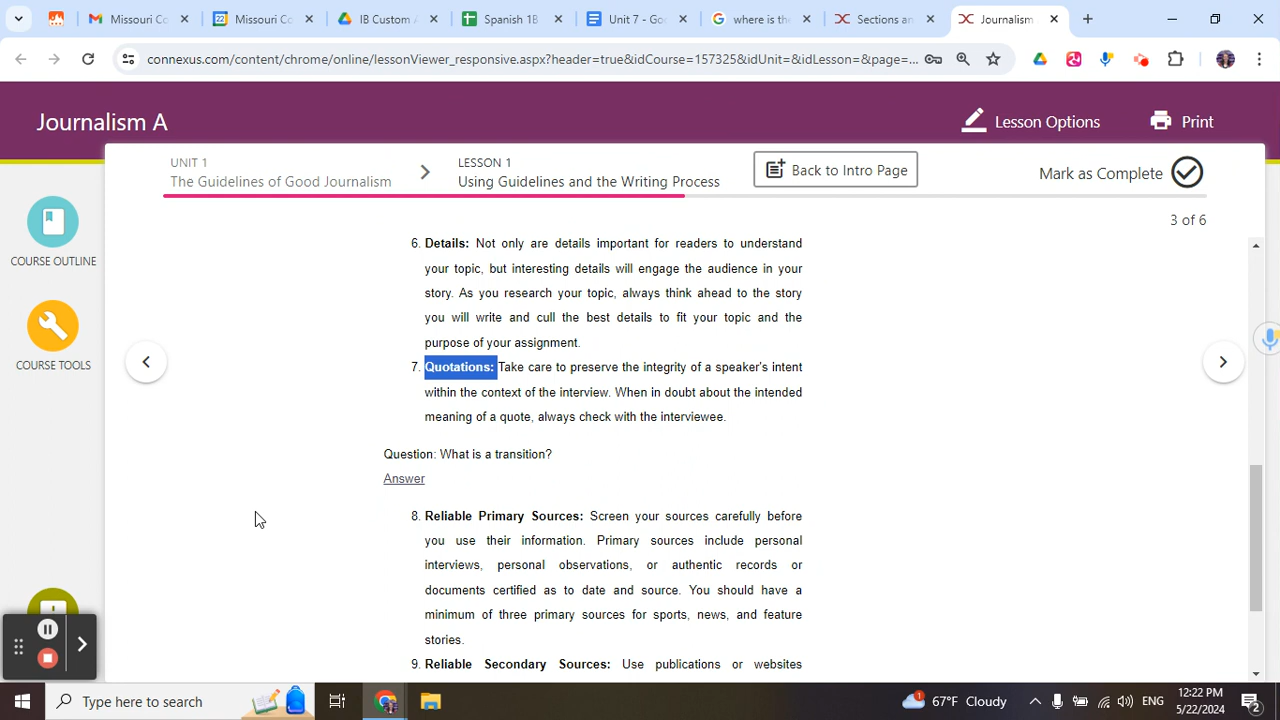 Missouri Co
Missouri Co
IB Custom
Spanish 1B
Unit 7 - Goo
where is the
Sections an
Journalism
connexus.com/content/chrome/online/lessonViewer_responsive.aspx?header=true&idCourse=157325&idUnit=&idLesson=&page=...
Journalism A
Lesson Options
Print
UNIT 1
The Guidelines of Good Journalism
LESSON 1
Using Guidelines and the Writing Process
Back to Intro Page
Mark as Complete
3 of 6
COURSE OUTLINE
COURSE TOOLS
6. Details: Not only are details important for readers to understand
your topic, but interesting details will engage the audience in your
story. As you research your topic, always think ahead to the story
you will write and cull the best details to fit your topic and the
purpose of your assignment.
7. Quotations: Take care to preserve the integrity of a speaker's intent
within the context of the interview. When in doubt about the intended
meaning of a quote, always check with the interviewee.
Question: What is a transition?
Answer
8. Reliable Primary Sources: Screen your sources carefully before
you use their information. Primary sources include personal
interviews, personal observations, or authentic records or
documents certified as to date and source. You should have a
minimum of three primary sources for sports, news, and feature
stories.
9. Reliable Secondary Sources: Use publications or websites
Type here to search
1
67°F Cloudy
ENG
12:22 PM
5/22/2024
2